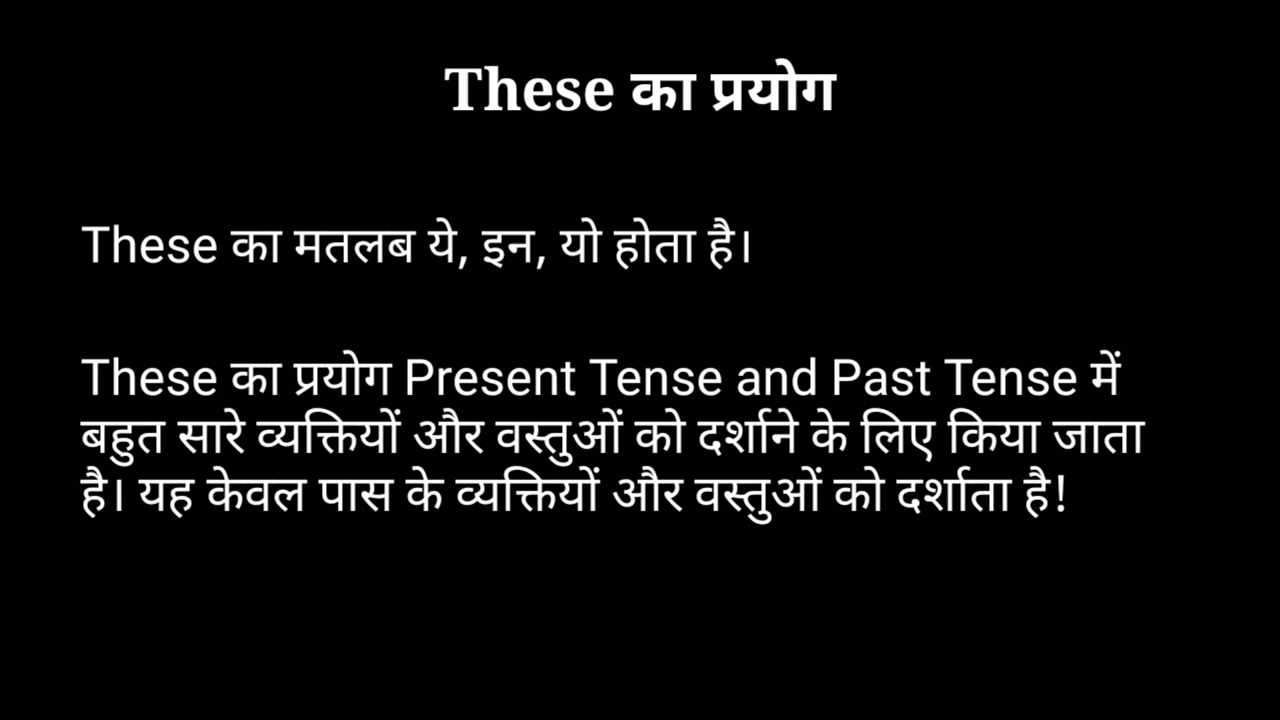 These का प्रयोग
These का मतलब ये, इन, यो होता है।
These का प्रयोग Present Tense and Past Tense में
बहुत सारे व्यक्तियों और वस्तुओं को दर्शाने के लिए किया जाता
है। यह केवल पास के व्यक्तियों और वस्तुओं को दर्शाता है!